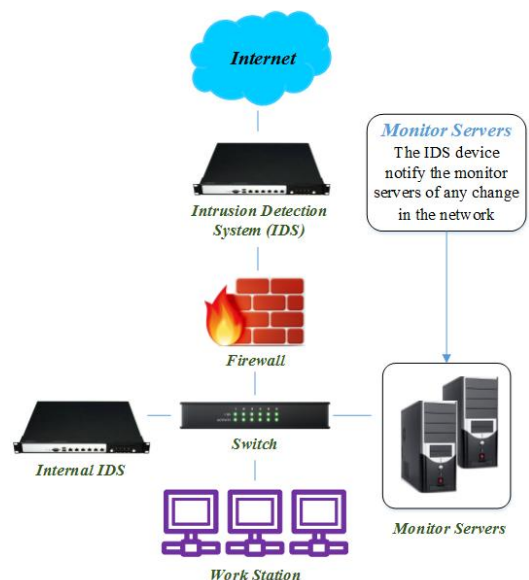 Internet
Monitor Servers
The IDS device
notify the monitor
servers of any change
in the network
Intrusion Detection
System (IDS)
Firewall
Switch
Internal IDS
Monitor Servers
Work Station